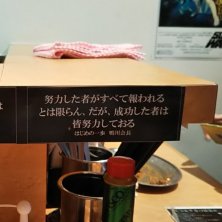 努力した者がすべて報われる
とは限らん、だが、成功した者は
皆努力しておる
はじめの一歩 鴨川会長
は